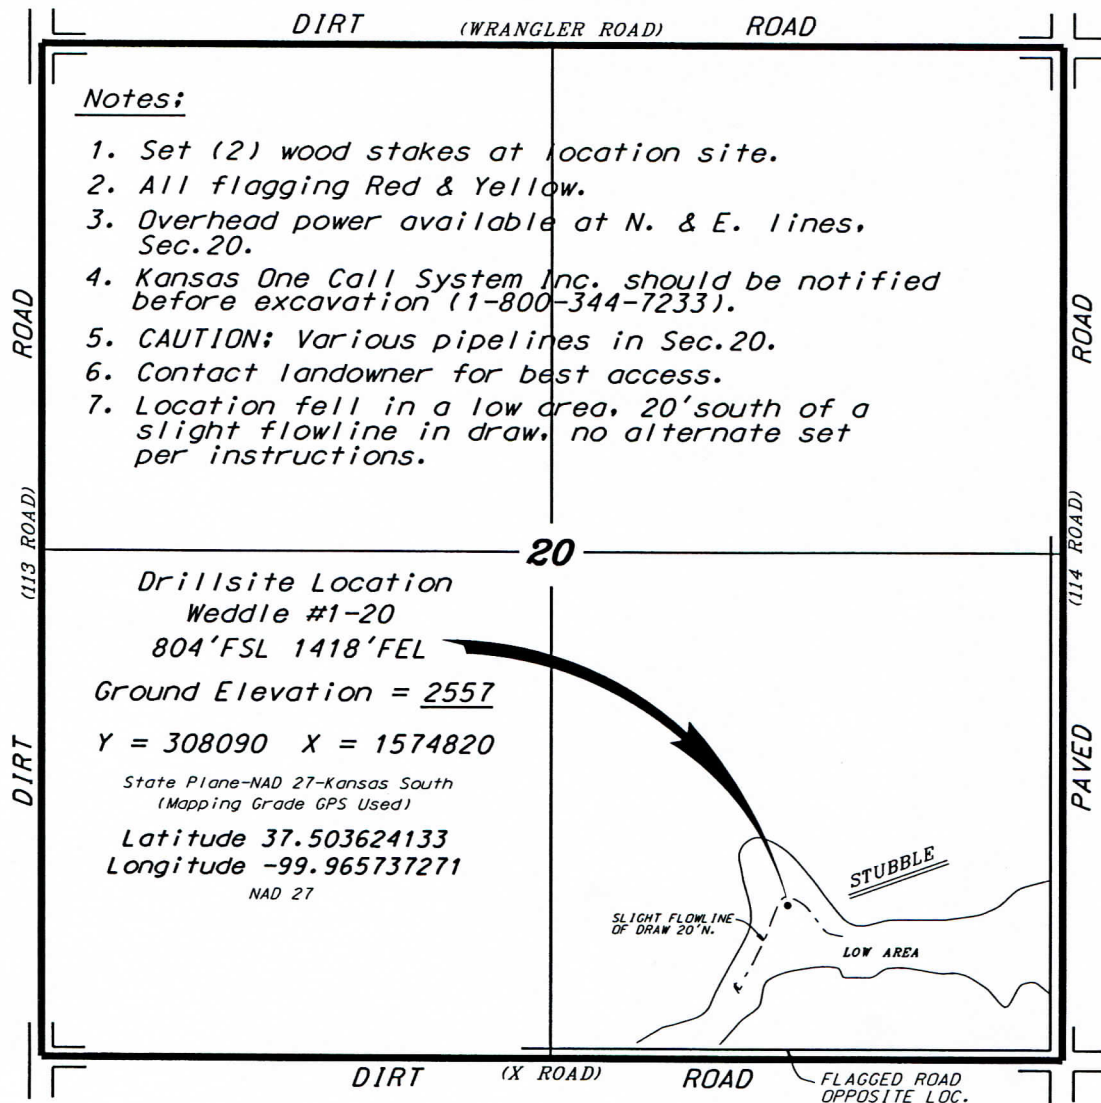 DIRT (WRANGLER ROAD) ROAD
Notes:
1. Set (2) wood stakes at location site.
2. All flagging Red & Yellow.
3. Overhead power available at N. & E. lines,
Sec.20.
4. Kansas One Call System Inc. should be notified
before excavation (1-800-344-7233).
5. CAUTION: Various pipelines in Sec.20.
6. Contact landowner for best access.
7. Location fell in a low area, 20'south of a
slight flowline in draw, no alternate set
per instructions.
DIRT (113 ROAD) ROAD
PAVED (114 ROAD) ROAD
20
Drillsite Location
Weddle #1-20
804'FSL 1418'FEL
Ground Elevation = 2557
Y = 308090 X = 1574820
State Plane-NAD 27-Kansas South
(Mapping Grade GPS Used)
Latitude 37.503624133
Longitude -99.965737271
NAD 27
STUBBLE
SLIGHT FLOWLINE
OF DRAW 20'N.
LOW AREA
DIRT (X ROAD) ROAD
FLAGGED ROAD
OPPOSITE LOC.